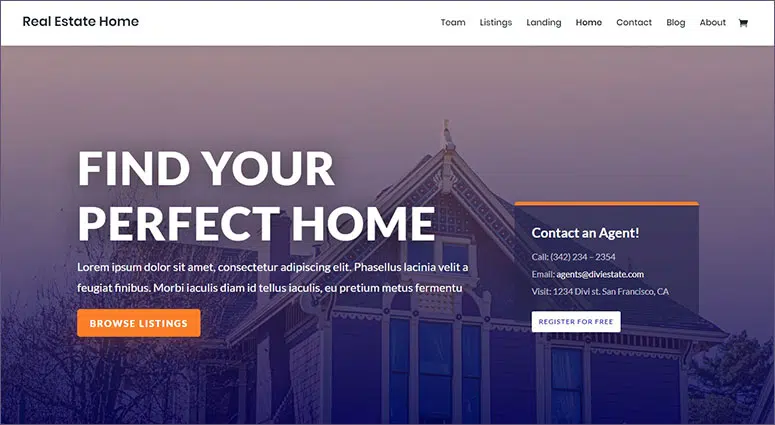 Real Estate Home
Team Listings Landing Home Contact Blog About
FIND YOUR
PERFECT HOME
Lorem ipsum dolor sit amet, consectetur adipiscing elit. Phasellus lacinia velit a
feugiat finibus. Morbi iaculis diam id tellus iaculis, eu pretium metus fermentu
BROWSE LISTINGS
Contact an Agent!
Call: (342) 234 – 2354
Email: agents@diviestate.com
Visit: 1234 Divi st. San Francisco, CA
REGISTER FOR FREE